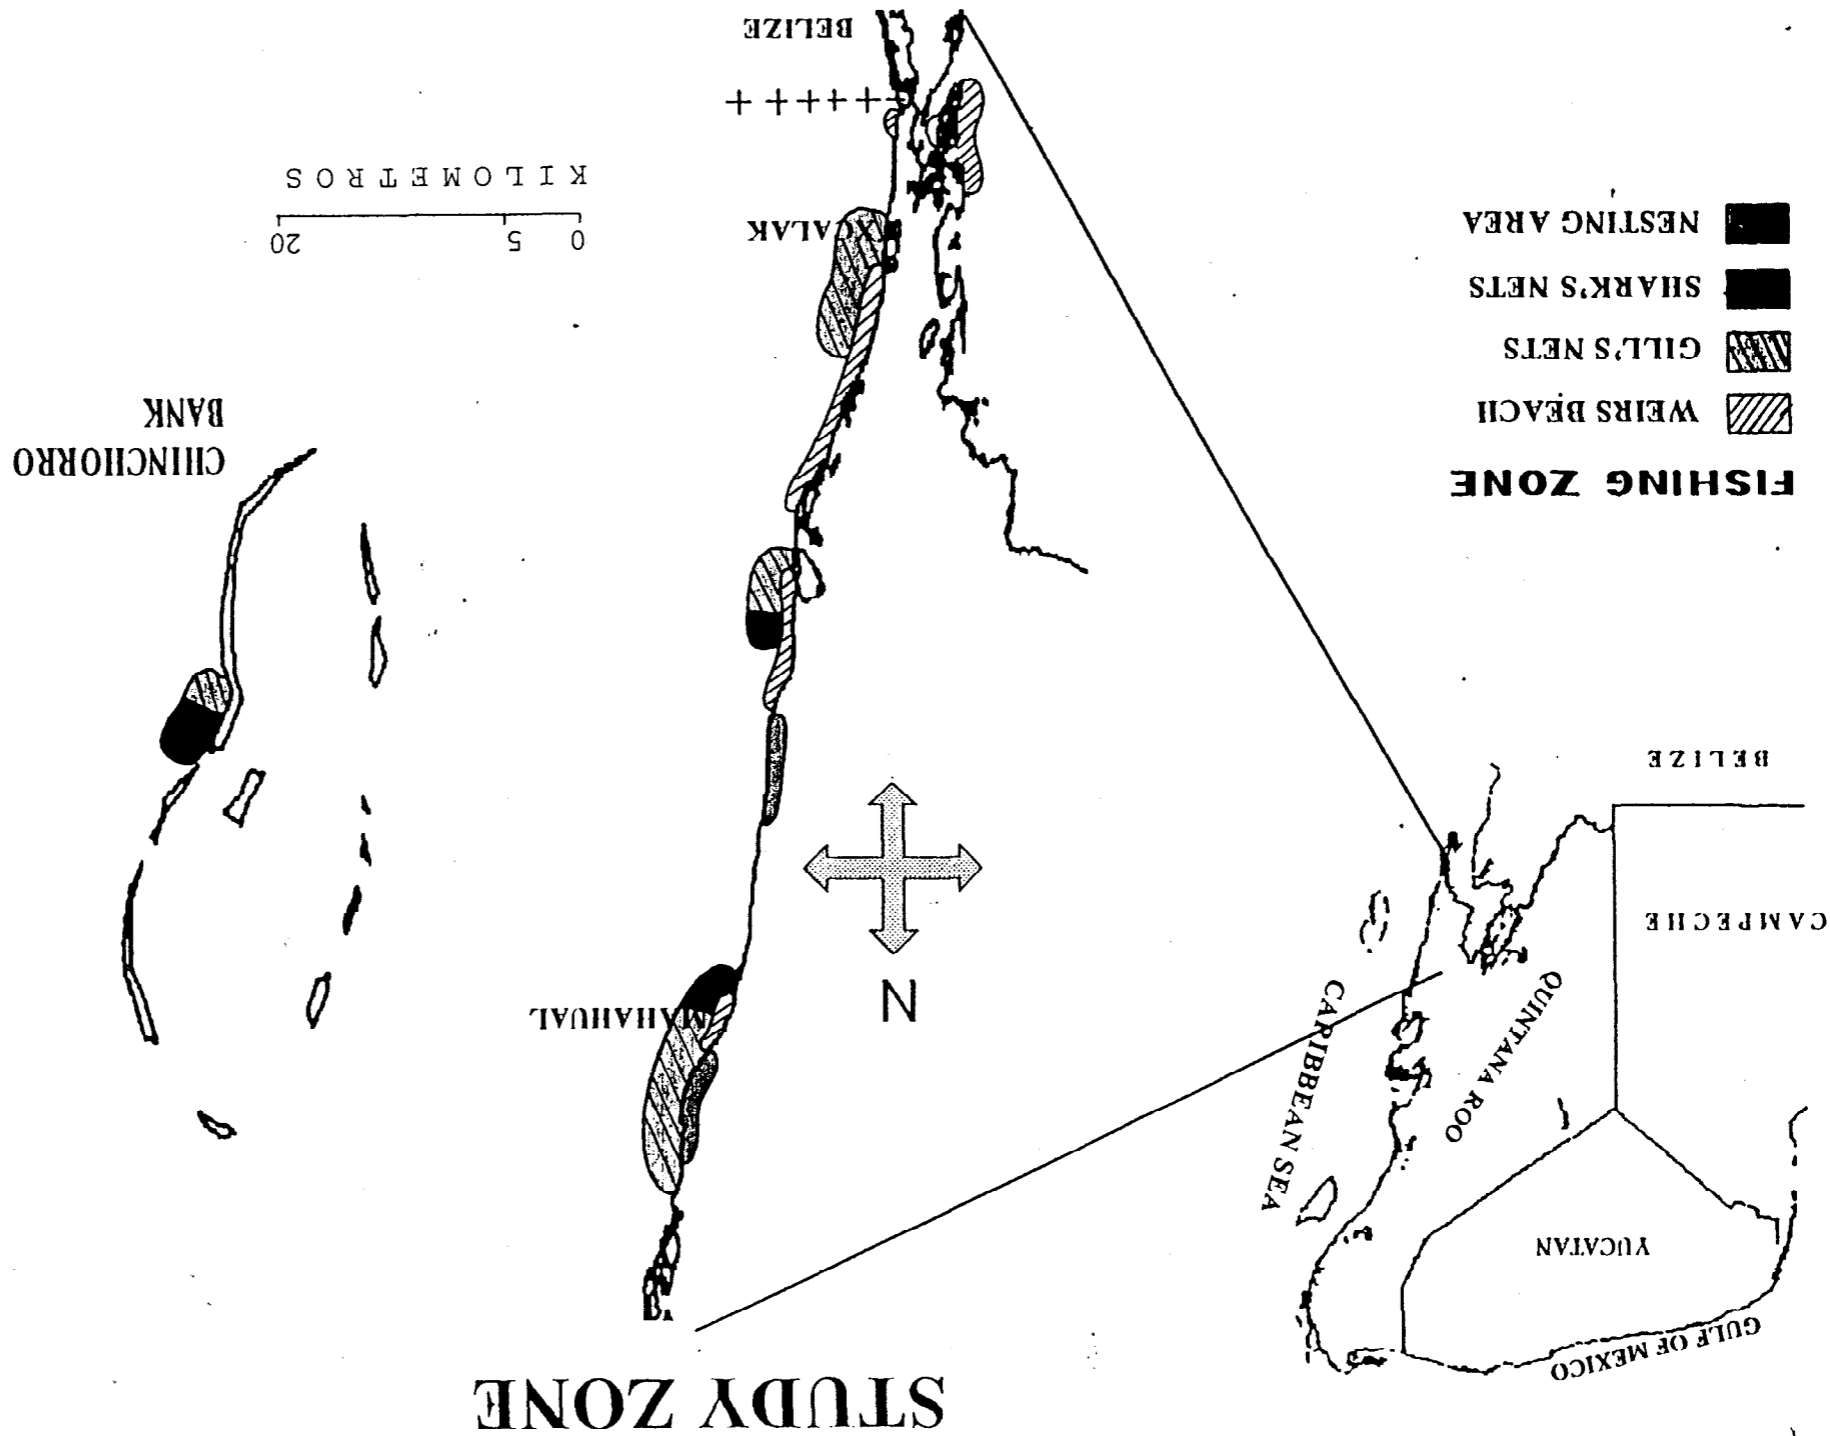 STUDY ZONE
GULF OF MEXICO
YUCATAN
QUINTANA ROO
CARIBBEAN SEA
CAMPECHE
BELIZE
N
MAHAHUAL
FISHING ZONE
WEIRS BEACH
GILL'S NETS
SHARK'S NETS
NESTING AREA
CHINCHORRO
BANK
XCALAK
0 5 20
KILOMETROS
+ + + + + +
BELIZE